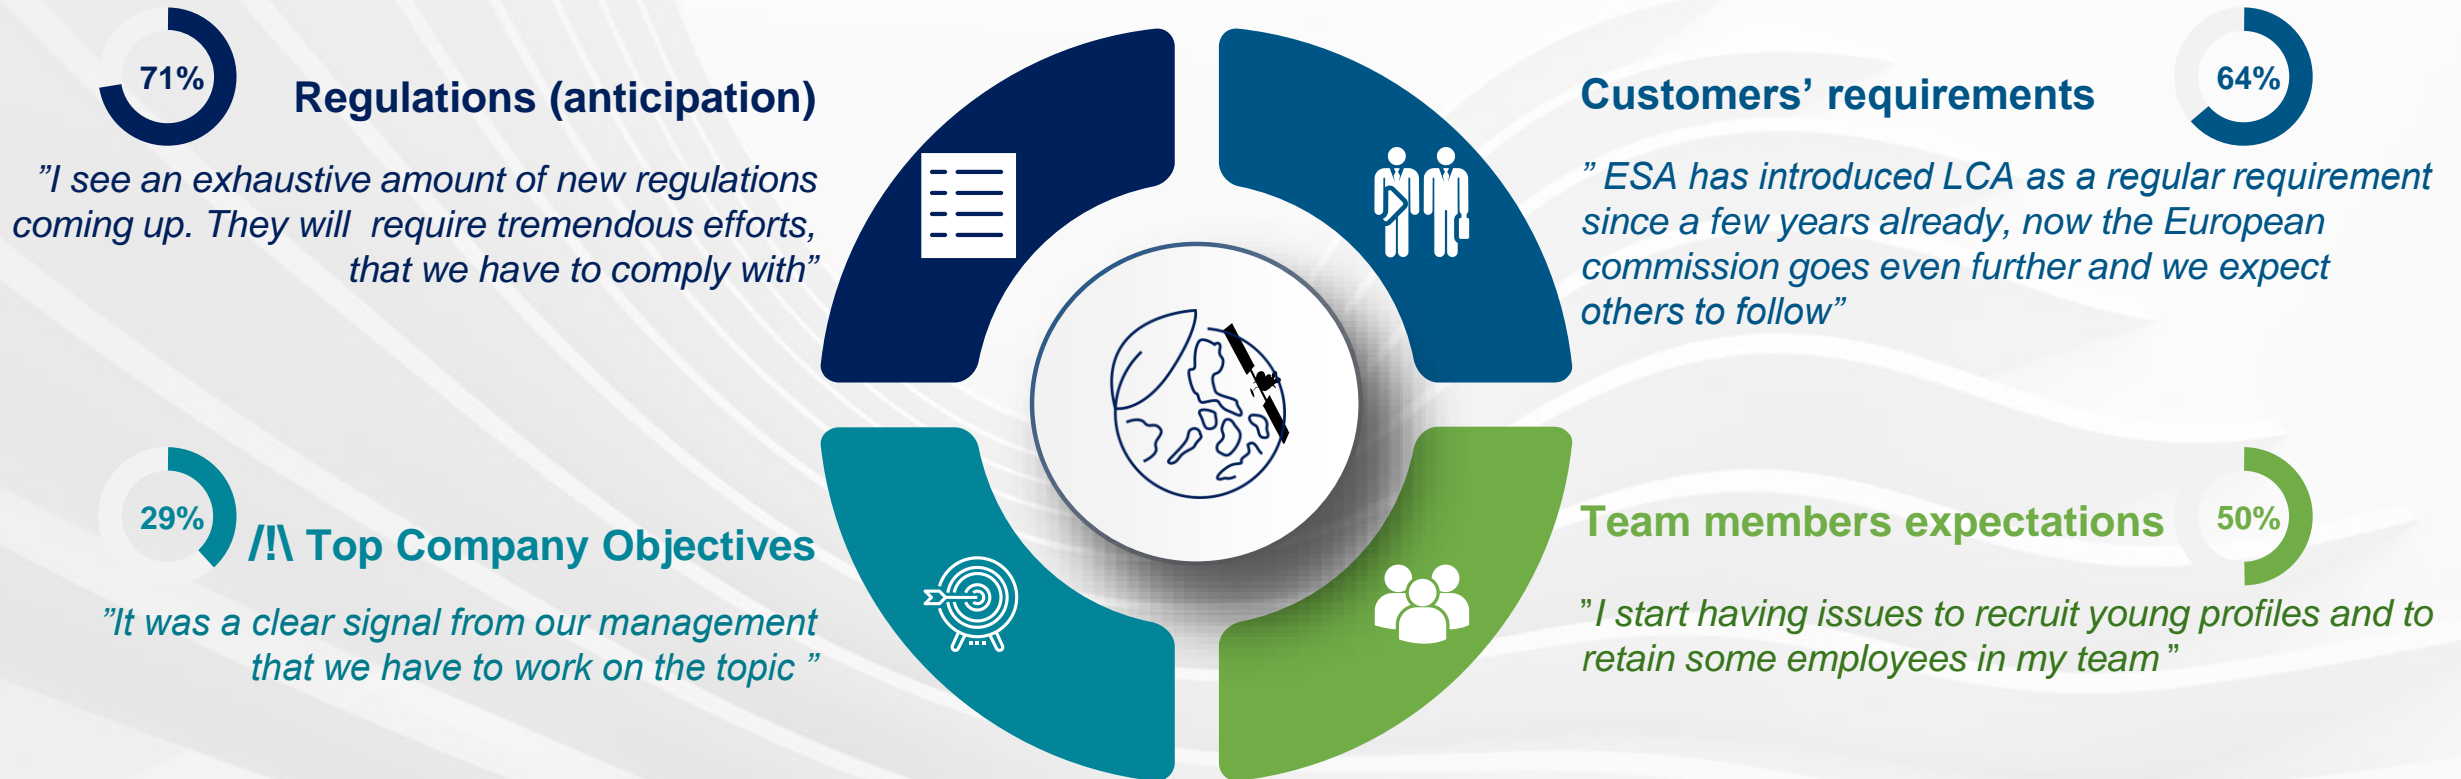 71%
Regulations (anticipation)
”I see an exhaustive amount of new regulations
coming up. They will  require tremendous efforts,
that we have to comply with”
Customers’ requirements
64%
” ESA has introduced LCA as a regular requirement
since a few years already, now the European
commission goes even further and we expect
others to follow”
29%
/!\ Top Company Objectives
”It was a clear signal from our management
that we have to work on the topic ”
Team members expectations
50%
”I start having issues to recruit young profiles and to
retain some employees in my team ”